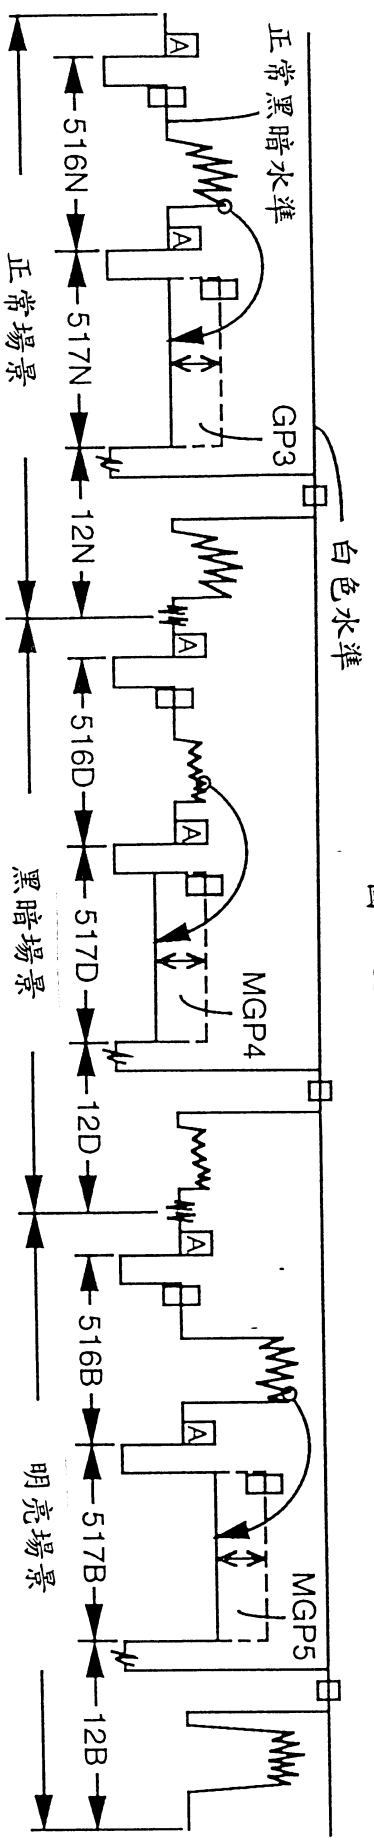 正常黑暗水準
白色水準
A
A
A
A
A
A
GP3
MGP4
MGP5
516N
517N
12N
516D
517D
12D
516B
517B
12B
正常場景
黑暗場景
明亮場景